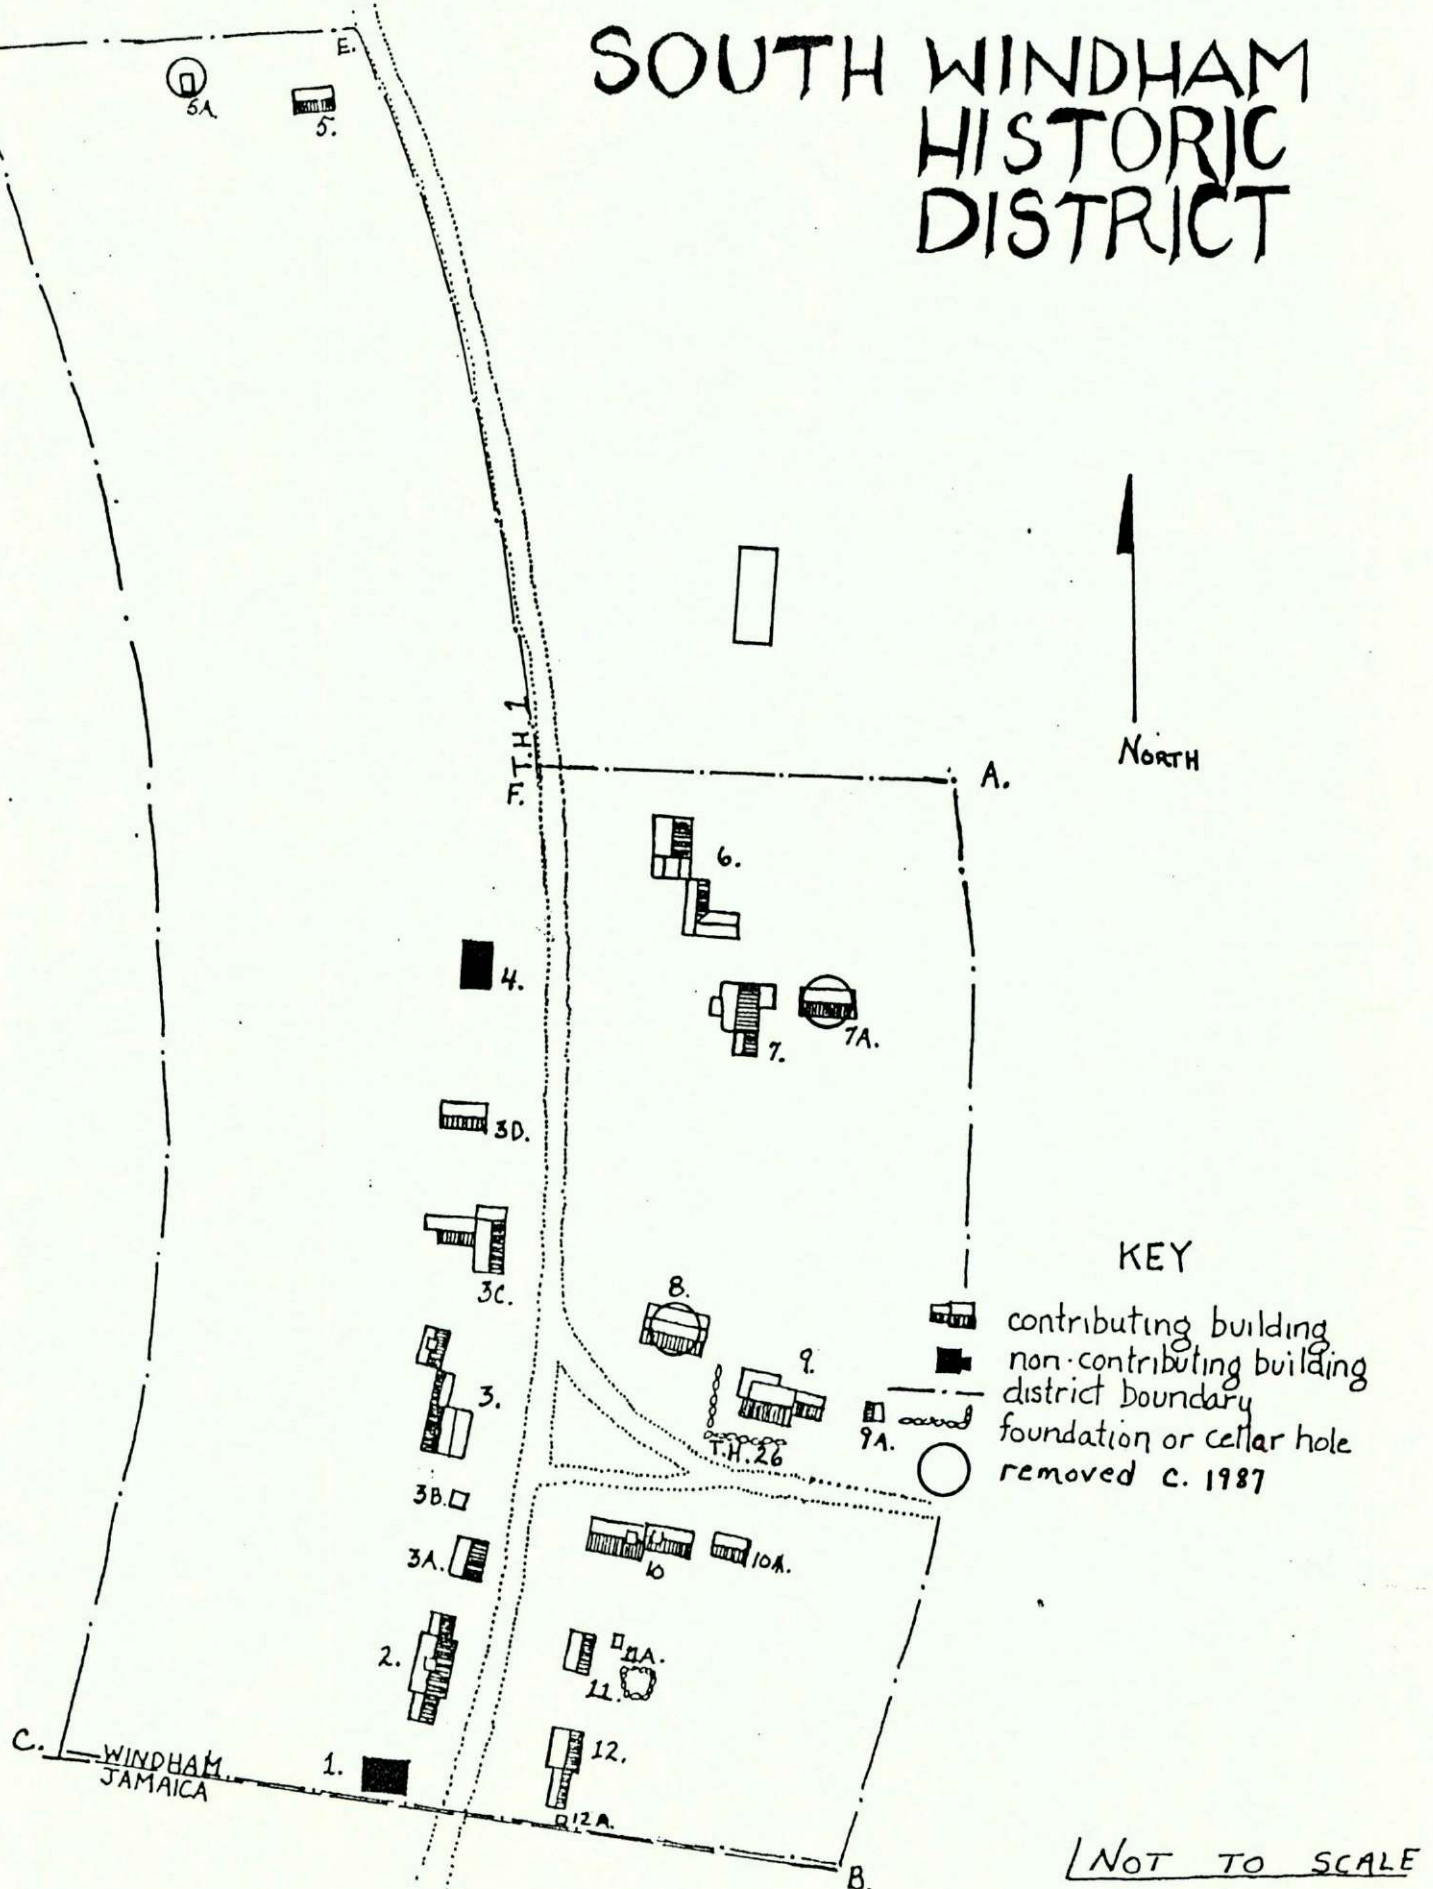 SOUTH WINDHAM
HISTORIC
DISTRICT
E.
5A
5.
T.H. 1
F.
A.
NORTH
6.
4.
7.
7A.
3D.
3C.
8.
9.
3.
9A.
T.H. 26
KEY
contributing building
non-contributing building
district boundary
foundation or cellar hole
removed c. 1987
3B.
3A.
10
10A.
2.
11A.
11.
C.
WINDHAM
JAMAICA
1.
12.
12A.
B.
NOT TO SCALE